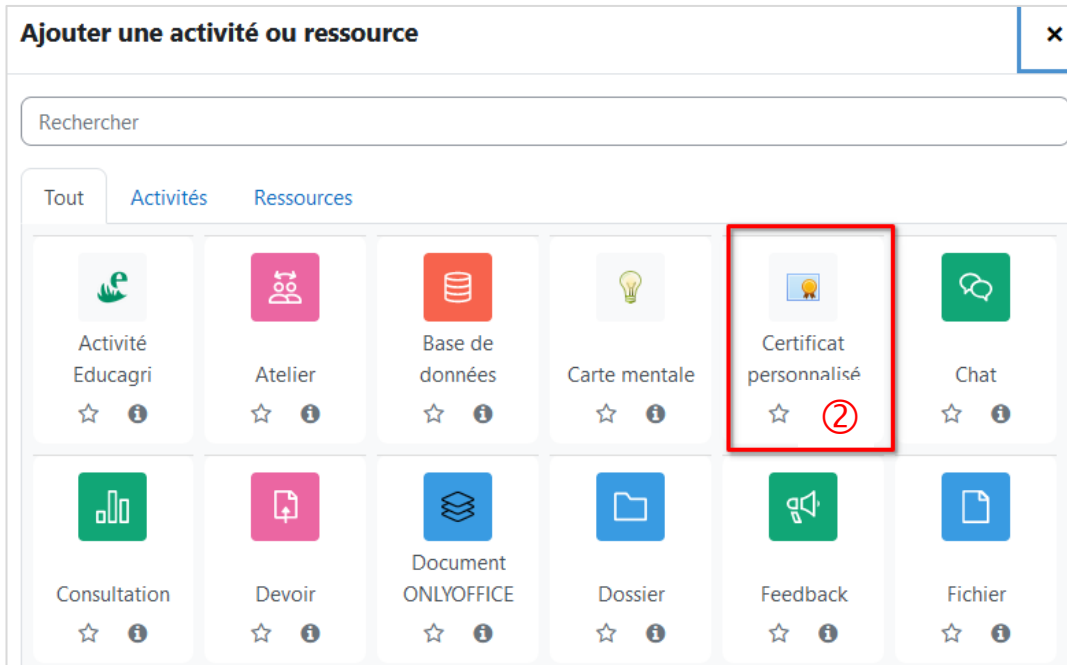 Ajouter une activité ou ressource
×
Rechercher
Tout Activités Ressources
Activité
Educagri
Atelier
Base de
données
Carte mentale
Certificat
personnalisé
Chat
②
Consultation
Devoir
Document
ONLYOFFICE
Dossier
Feedback
Fichier